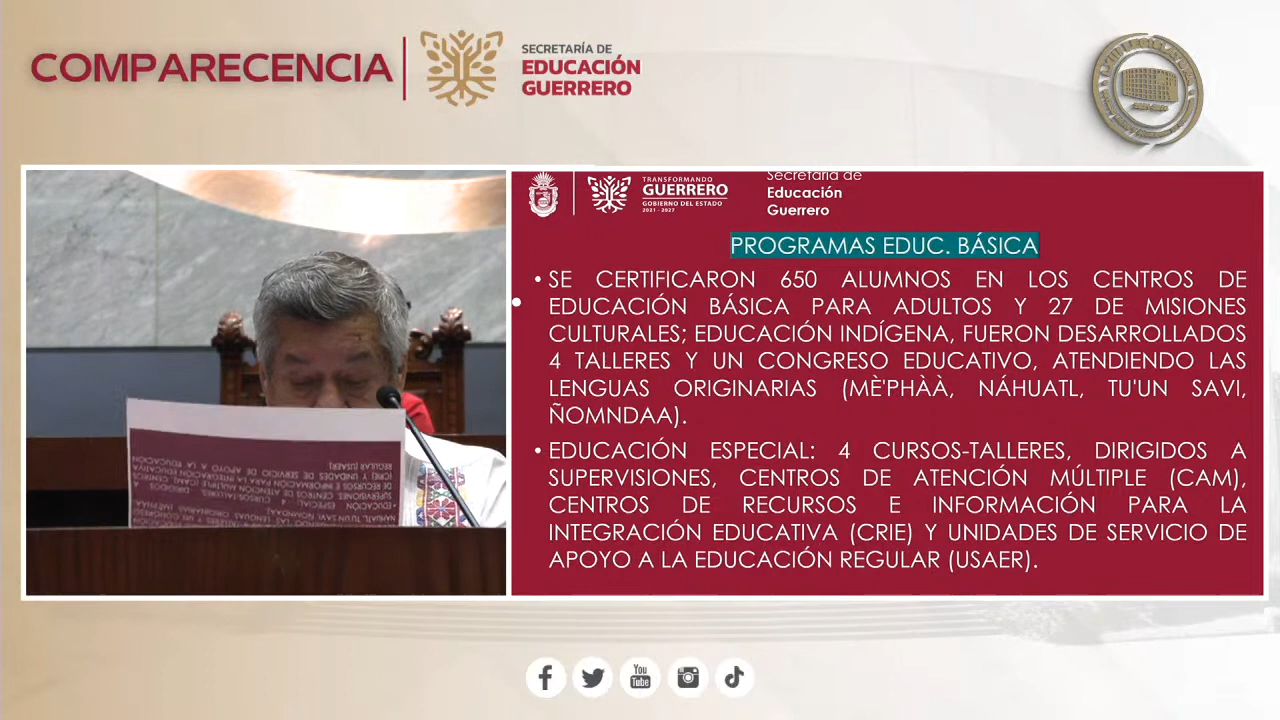 COMPARECENCIA
SECRETARÍA DE
EDUCACIÓN
GUERRERO
TRANSFORMANDO
GUERRERO
GOBIERNO DEL ESTADO
2021 - 2027
Secretaría de
Educación
Guerrero
PROGRAMAS EDUC. BÁSICA
• SE CERTIFICARON 650 ALUMNOS EN LOS CENTROS DE
EDUCACIÓN BÁSICA PARA ADULTOS Y 27 DE MISIONES
CULTURALES; EDUCACIÓN INDÍGENA, FUERON DESARROLLADOS
4 TALLERES Y UN CONGRESO EDUCATIVO, ATENDIENDO LAS
LENGUAS ORIGINARIAS (MÈ'PHÀÀ, NÁHUATL, TU'UN SAVI,
ÑOMNDAA).
• EDUCACIÓN ESPECIAL: 4 CURSOS-TALLERES, DIRIGIDOS A
SUPERVISIONES, CENTROS DE ATENCIÓN MÚLTIPLE (CAM),
CENTROS DE RECURSOS E INFORMACIÓN PARA LA
INTEGRACIÓN EDUCATIVA (CRIE) Y UNIDADES DE SERVICIO DE
APOYO A LA EDUCACIÓN REGULAR (USAER).
You
Tube